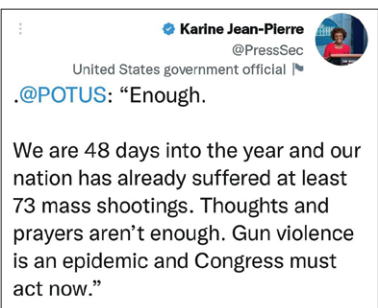 Karine Jean-Pierre
@PressSec
United States government official
.@POTUS: “Enough.
We are 48 days into the year and our
nation has already suffered at least
73 mass shootings. Thoughts and
prayers aren’t enough. Gun violence
is an epidemic and Congress must
act now.”